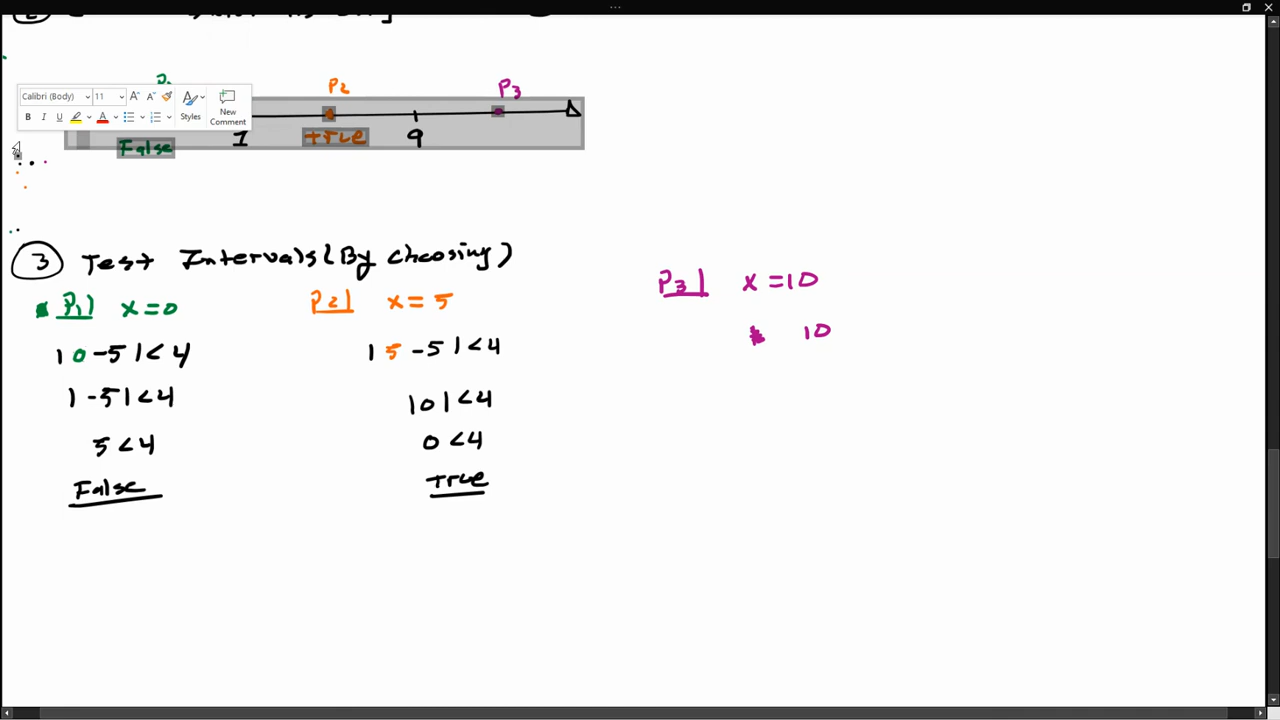 P2 P3
Calibri (Body) 11
B I U Styles New Comment
1 True 9
False
3 Test Intervals (By choosing)
P1 x=0
|0-5|<4
|-5|<4
5<4
False
P2 x=5
|5-5|<4
|0|<4
0<4
True
P3 x=10
10